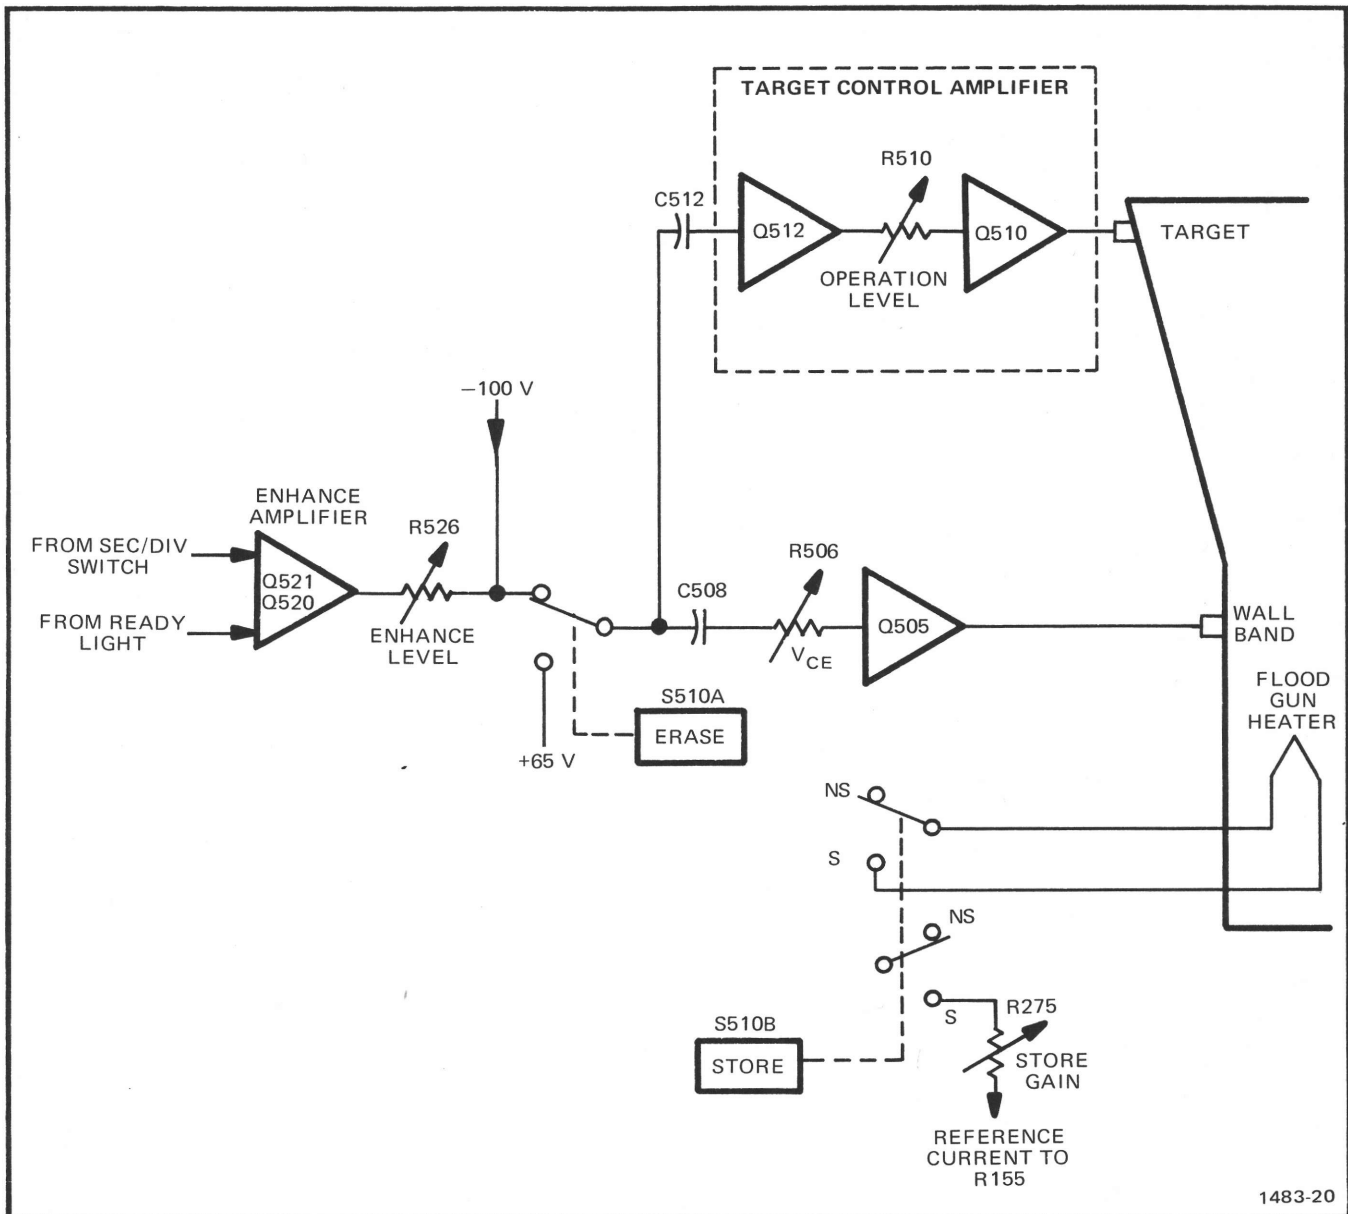 TARGET CONTROL AMPLIFIER
R510
C512
Q512
Q510
TARGET
OPERATION
LEVEL
—100 V
ENHANCE
AMPLIFIER
R526
FROM SEC/DIV
SWITCH
Q521
Q520
FROM READY
LIGHT
ENHANCE
LEVEL
R506
C508
Q505
VCE
WALL
BAND
S510A
ERASE
+65 V
FLOOD
GUN
HEATER
NS
S
NS
S
R275
S510B
STORE
STORE
GAIN
REFERENCE
CURRENT TO
R155
1483-20